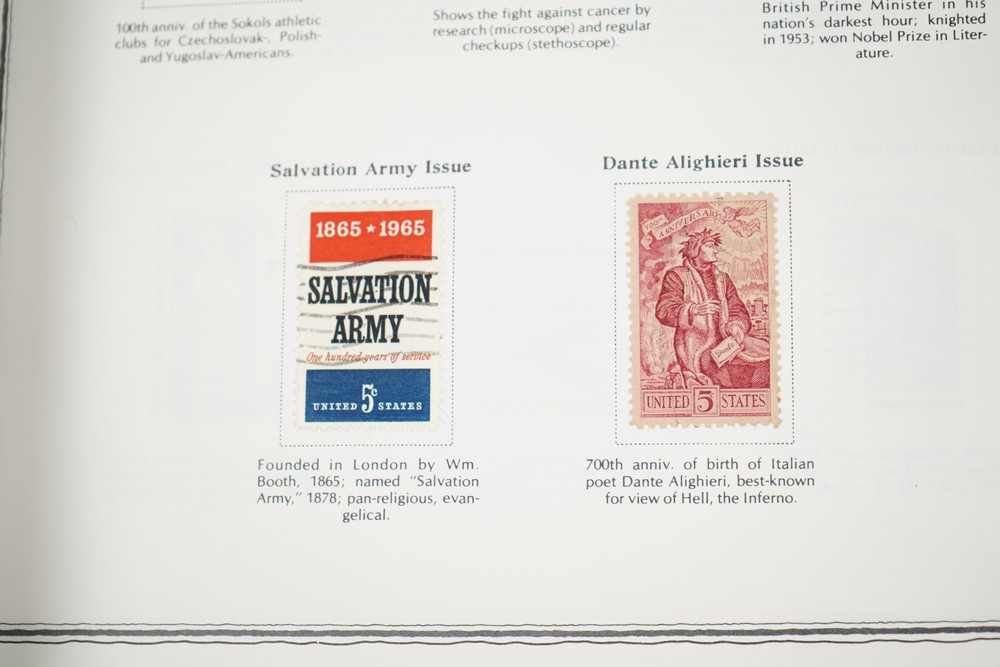 100th anniv. of the Sokols athletic
clubs for Czechoslovak-, Polish-
and Yugoslav-Americans.
Shows the fight against cancer by
research (microscope) and regular
checkups (stethoscope).
British Prime Minister in his
nation's darkest hour; knighted
in 1953; won Nobel Prize in Liter-
ature.
Salvation Army Issue
1865 ★ 1965
SALVATION
ARMY
One hundred years of service
5c
UNITED STATES
Founded in London by Wm.
Booth, 1865; named "Salvation
Army," 1878; pan-religious, evan-
gelical.
Dante Alighieri Issue
700th ANNIVERSARY
Dante
UNITED 5 STATES
700th anniv. of birth of Italian
poet Dante Alighieri, best-known
for view of Hell, the Inferno.